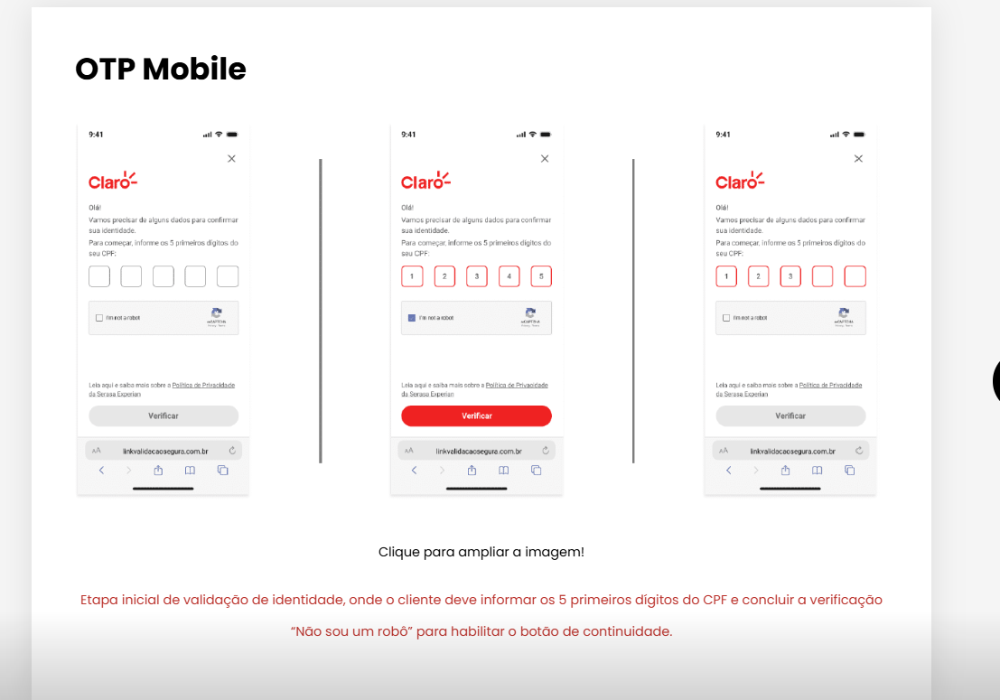 OTP Mobile
9:41
Claro
Olá!
Vamos precisar de alguns dados para confirmar
sua identidade.
Para começar, informe os 5 primeiros dígitos do
seu CPF:
I'm not a robot
reCAPTCHA
Privacy - Terms
Leia aqui e saiba mais sobre a Política de Privacidade
da Serasa Experian
Verificar
AA linkvalidacaosegura.com.br
9:41
Claro
Olá!
Vamos precisar de alguns dados para confirmar
sua identidade.
Para começar, informe os 5 primeiros dígitos do
seu CPF:
1 2 3 4 5
I'm not a robot
reCAPTCHA
Privacy - Terms
Leia aqui e saiba mais sobre a Política de Privacidade
da Serasa Experian
Verificar
AA linkvalidacaosegura.com.br
9:41
Claro
Olá!
Vamos precisar de alguns dados para confirmar
sua identidade.
Para começar, informe os 5 primeiros dígitos do
seu CPF:
1 2 3
I'm not a robot
reCAPTCHA
Privacy - Terms
Leia aqui e saiba mais sobre a Política de Privacidade
da Serasa Experian
Verificar
AA linkvalidacaosegura.com.br
Clique para ampliar a imagem!
Etapa inicial de validação de identidade, onde o cliente deve informar os 5 primeiros dígitos do CPF e concluir a verificação
“Não sou um robô” para habilitar o botão de continuidade.